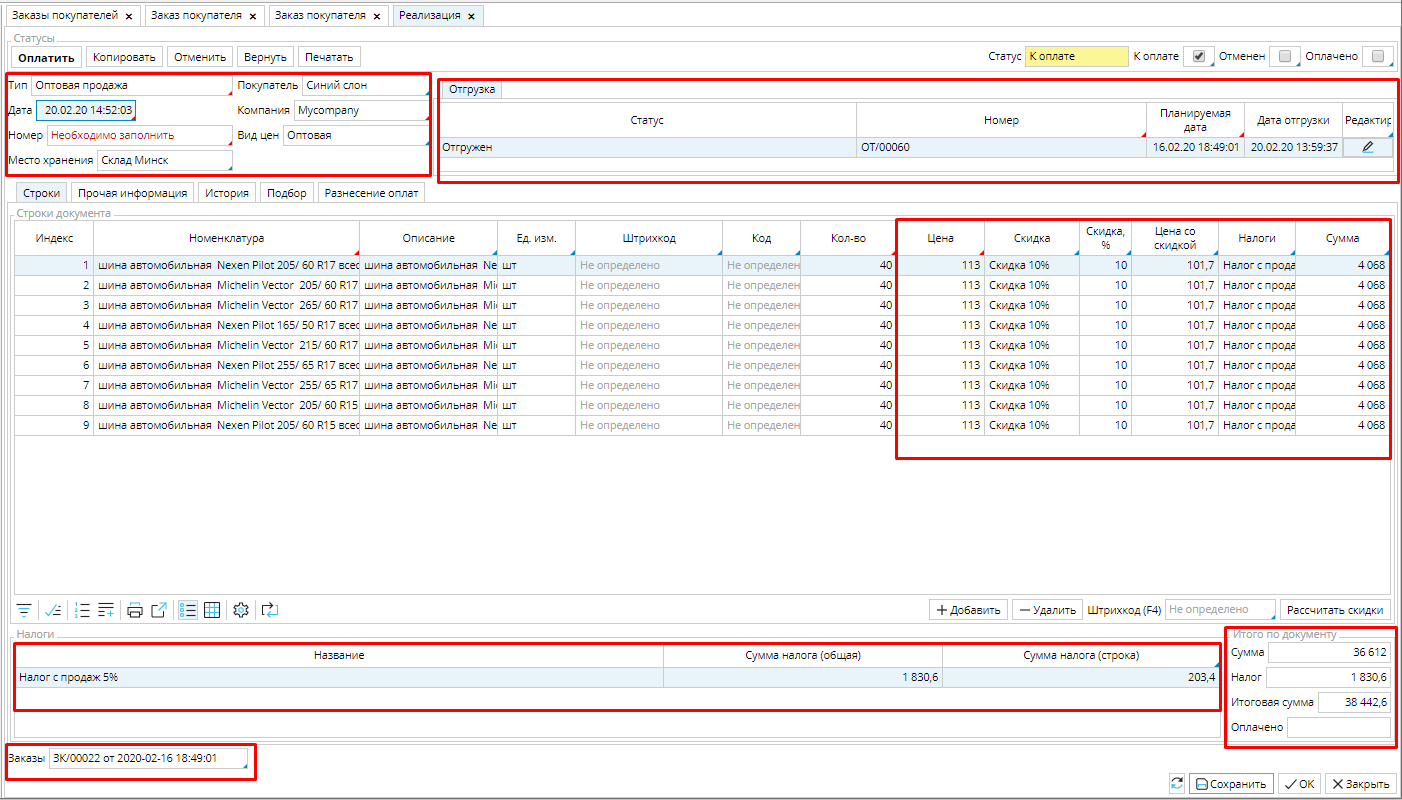 Заказы покупателей × Заказ покупателя × Заказ покупателя × Реализация ×
Статусы
Оплатить Копировать Отменить Вернуть Печатать Статус К оплате К оплате Отменен Оплачено
Тип Оптовая продажа Покупатель Синий слон
Дата 20.02.20 14:52:03 Компания Mycompany
Номер Необходимо заполнить Вид цен Оптовая
Место хранения Склад Минск
Отгрузка
Статус Номер Планируемая дата Дата отгрузки Редактир
Отгружен ОТ/00060 16.02.20 18:49:01 20.02.20 13:59:37
Строки Прочая информация История Подбор Разнесение оплат
Строки документа
Индекс Номенклатура Описание Ед. изм. Штрихкод Код Кол-во Цена Скидка Скидка, % Цена со скидкой Налоги Сумма
1 шина автомобильная Nexen Pilot 205/ 60 R17 всес шина автомобильная Ne шт Не определено Не определен 40 113 Скидка 10% 10 101,7 Налог с прода 4 068
2 шина автомобильная Michelin Vector 205/ 60 R17 шина автомобильная Mi шт Не определено Не определен 40 113 Скидка 10% 10 101,7 Налог с прода 4 068
3 шина автомобильная Michelin Vector 265/ 60 R17 шина автомобильная Mi шт Не определено Не определен 40 113 Скидка 10% 10 101,7 Налог с прода 4 068
4 шина автомобильная Nexen Pilot 165/ 50 R17 всес шина автомобильная Ne шт Не определено Не определен 40 113 Скидка 10% 10 101,7 Налог с прода 4 068
5 шина автомобильная Michelin Vector 215/ 60 R17 шина автомобильная Mi шт Не определено Не определен 40 113 Скидка 10% 10 101,7 Налог с прода 4 068
6 шина автомобильная Nexen Pilot 255/ 65 R17 всес шина автомобильная Ne шт Не определено Не определен 40 113 Скидка 10% 10 101,7 Налог с прода 4 068
7 шина автомобильная Michelin Vector 255/ 65 R17 шина автомобильная Mi шт Не определено Не определен 40 113 Скидка 10% 10 101,7 Налог с прода 4 068
8 шина автомобильная Michelin Vector 205/ 60 R15 шина автомобильная Mi шт Не определено Не определен 40 113 Скидка 10% 10 101,7 Налог с прода 4 068
9 шина автомобильная Nexen Pilot 205/ 60 R15 всес шина автомобильная Ne шт Не определено Не определен 40 113 Скидка 10% 10 101,7 Налог с прода 4 068
Добавить Удалить Штрихкод (F4) Не определено Рассчитать скидки
Налоги
Название Сумма налога (общая) Сумма налога (строка)
Налог с продаж 5% 1 830,6 203,4
Итого по документу
Сумма 36 612
Налог 1 830,6
Итоговая сумма 38 442,6
Оплачено
Заказы ЗК/00022 от 2020-02-16 18:49:01
Сохранить OK Закрыть